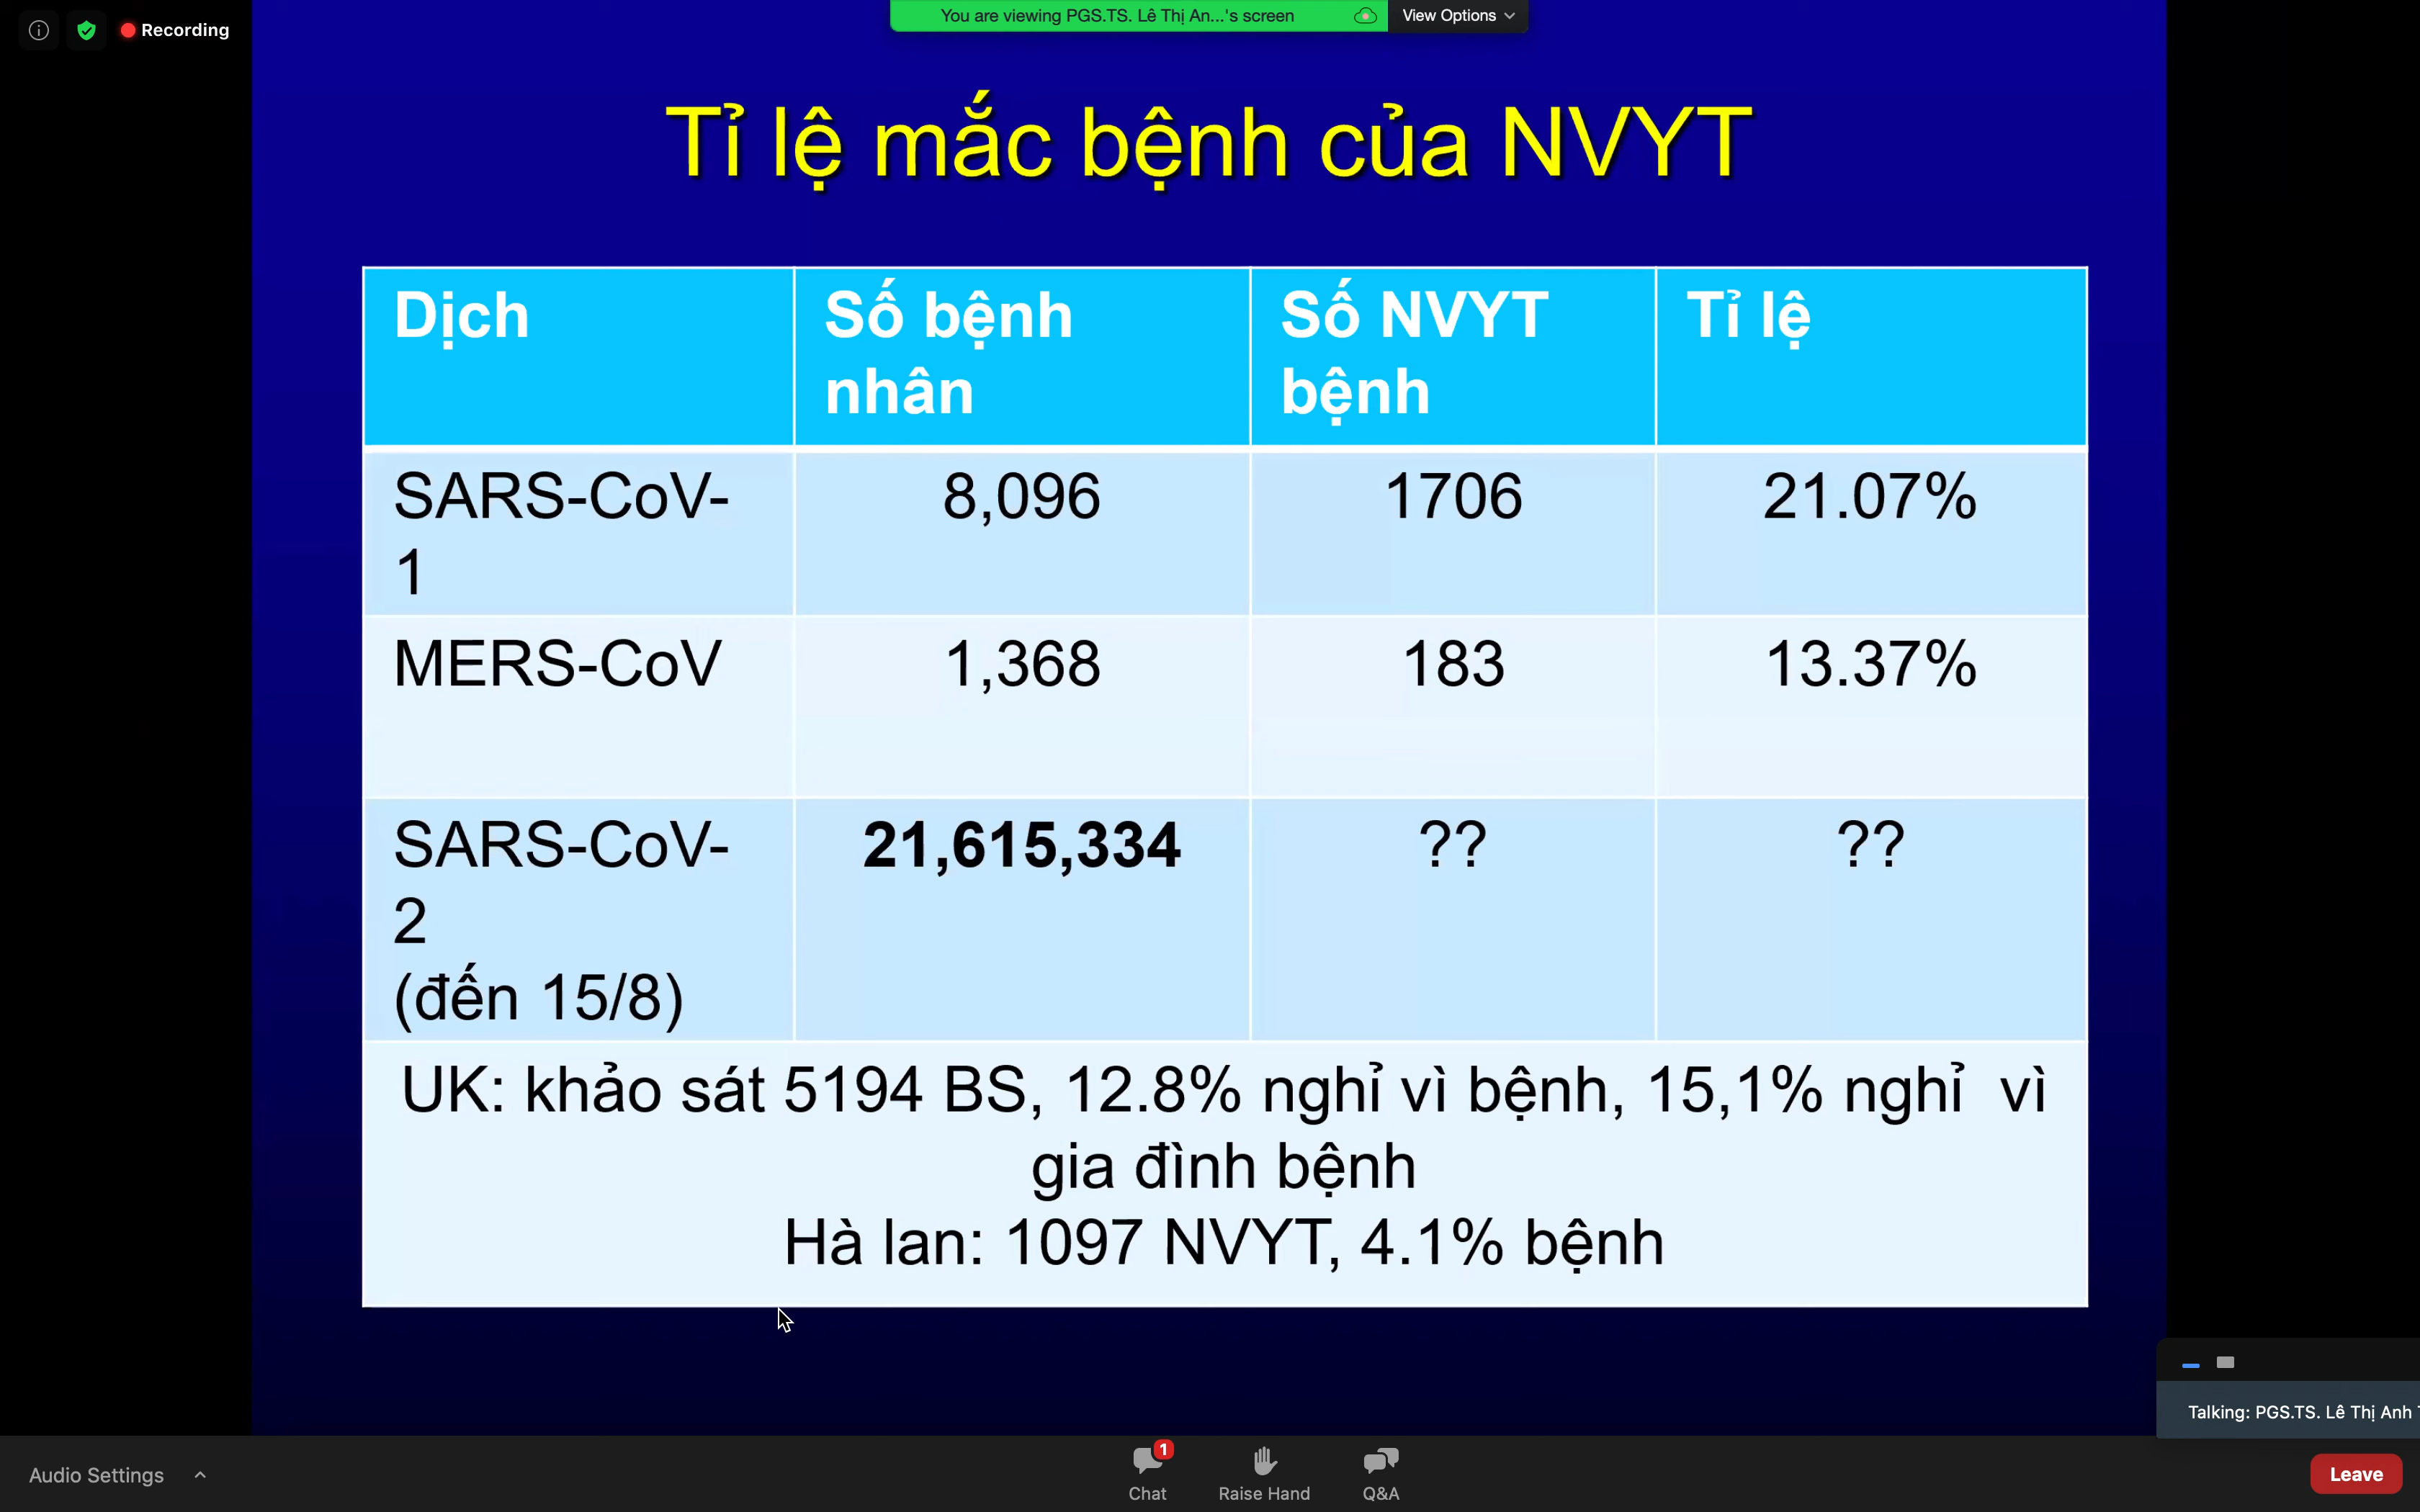 Recording
You are viewing PGS.TS. Lê Thị An...'s screen
View Options
Tỉ lệ mắc bệnh của NVYT
Dịch
Số bệnh
nhân
Số NVYT
bệnh
Tỉ lệ
SARS-CoV-
1
8,096
1706
21.07%
MERS-CoV
1,368
183
13.37%
SARS-CoV-
2
(đến 15/8)
21,615,334
??
??
UK: khảo sát 5194 BS, 12.8% nghỉ vì bệnh, 15,1% nghỉ vì
gia đình bệnh
Hà lan: 1097 NVYT, 4.1% bệnh
Talking: PGS.TS. Lê Thị Anh
Audio Settings
1
Chat
Raise Hand
Q&A
Leave